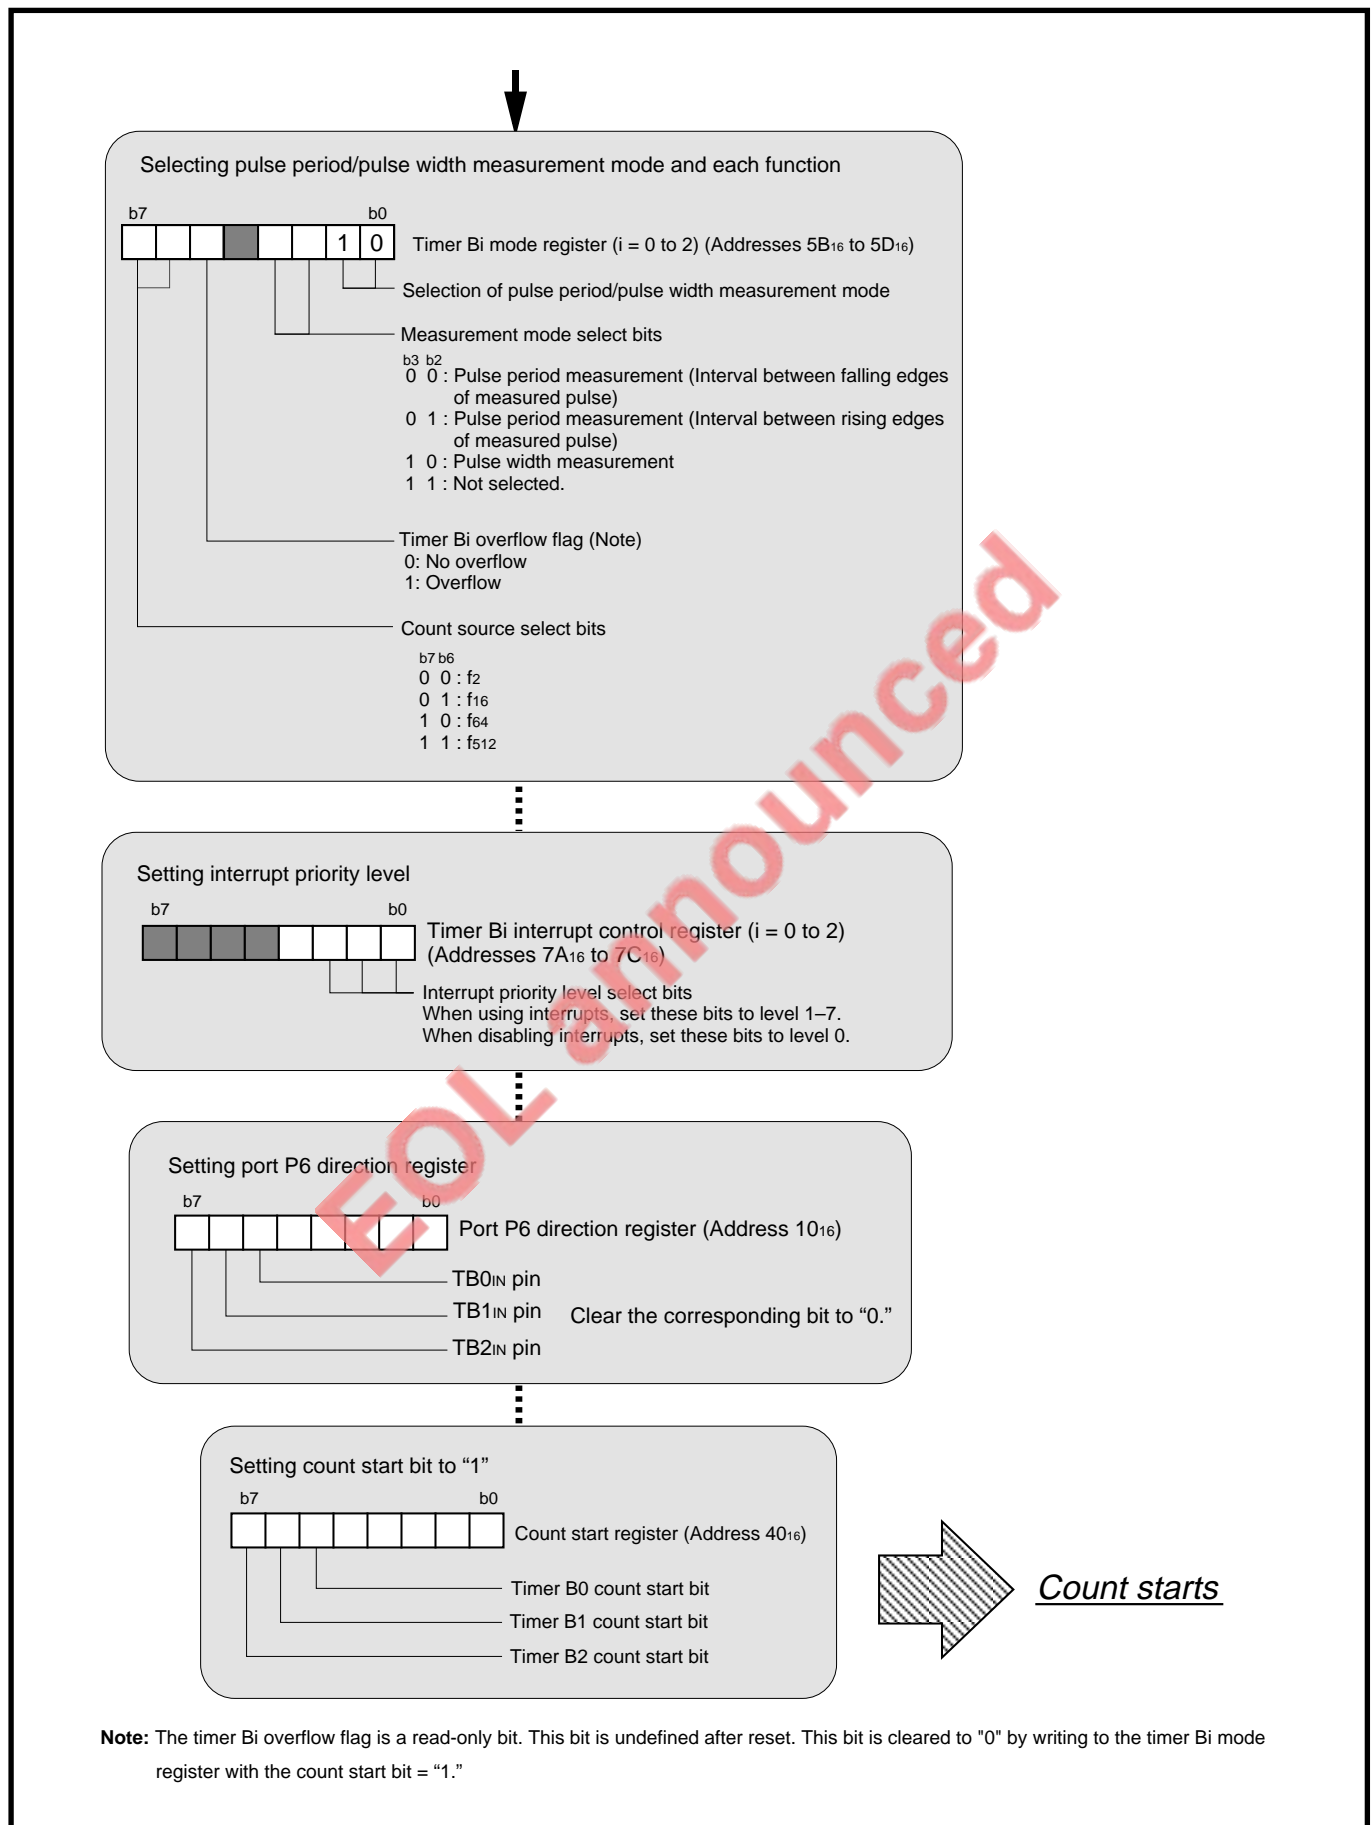 Selecting pulse period/pulse width measurement mode and each function
b7 b0
1 0 Timer Bi mode register (i = 0 to 2) (Addresses 5B16 to 5D16)
Selection of pulse period/pulse width measurement mode
Measurement mode select bits
b3 b2
0 0 : Pulse period measurement (Interval between falling edges
of measured pulse)
0 1 : Pulse period measurement (Interval between rising edges
of measured pulse)
1 0 : Pulse width measurement
1 1 : Not selected.
Timer Bi overflow flag (Note)
0: No overflow
1: Overflow
Count source select bits
b7 b6
0 0 : f2
0 1 : f16
1 0 : f64
1 1 : f512
Setting interrupt priority level
b7 b0
Timer Bi interrupt control register (i = 0 to 2)
(Addresses 7A16 to 7C16)
Interrupt priority level select bits
When using interrupts, set these bits to level 1–7.
When disabling interrupts, set these bits to level 0.
Setting port P6 direction register
b7 b0
Port P6 direction register (Address 1016)
TB0IN pin
TB1IN pin Clear the corresponding bit to “0.”
TB2IN pin
Setting count start bit to “1”
b7 b0
Count start register (Address 4016)
Timer B0 count start bit
Timer B1 count start bit
Timer B2 count start bit
Count starts
Note: The timer Bi overflow flag is a read-only bit. This bit is undefined after reset. This bit is cleared to "0" by writing to the timer Bi mode
register with the count start bit = “1.”
EOL announced